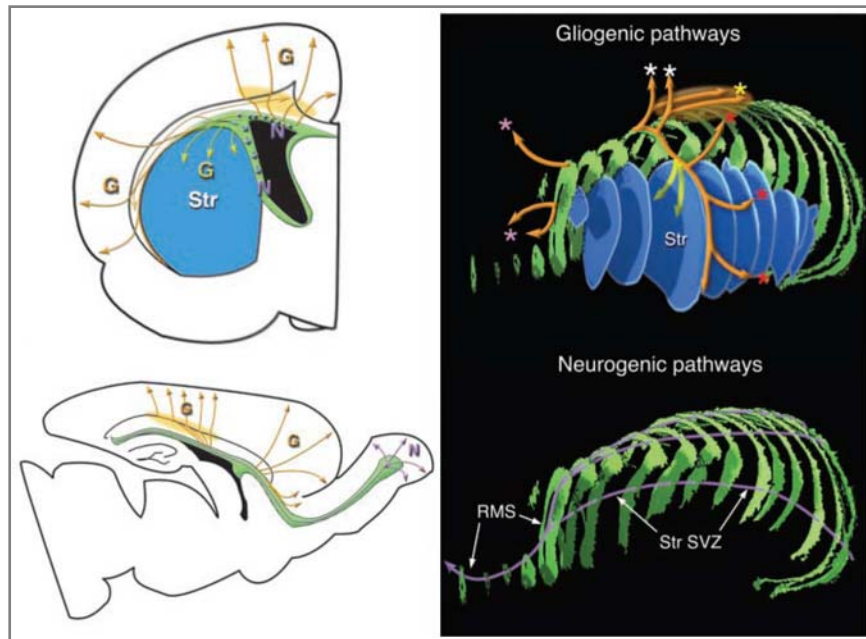 G
G
N
G
Str
N
G
G
N
Gliogenic pathways
* *
*
*
*
*
Str
*
*
Neurogenic pathways
RMS
Str SVZ